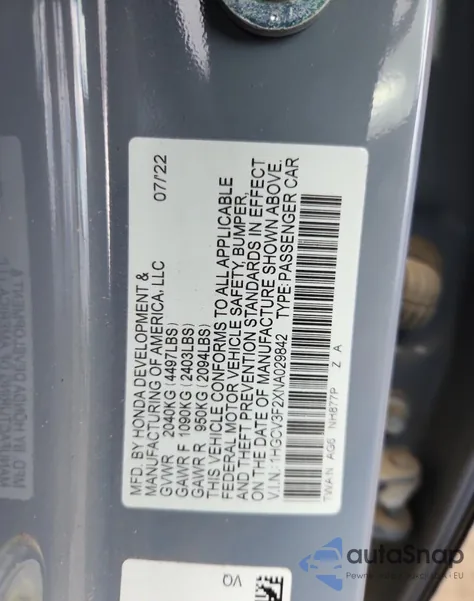 MFD. BY HONDA DEVELOPMENT &
MANUFACTURING OF AMERICA, LLC 07/22
GVWR 2040KG (4497LBS)
GAWR F 1090KG (2403LBS)
GAWR R 950KG (2094LBS)
THIS VEHICLE CONFORMS TO ALL APPLICABLE
FEDERAL MOTOR VEHICLE SAFETY, BUMPER,
AND THEFT PREVENTION STANDARDS IN EFFECT
ON THE DATE OF MANUFACTURE SHOWN ABOVE.
V.I.N.: 1HGCV3F2XNA029842 TYPE: PASSENGER CAR
TWAN AG6 NH877P Z A
VO
autoSnap